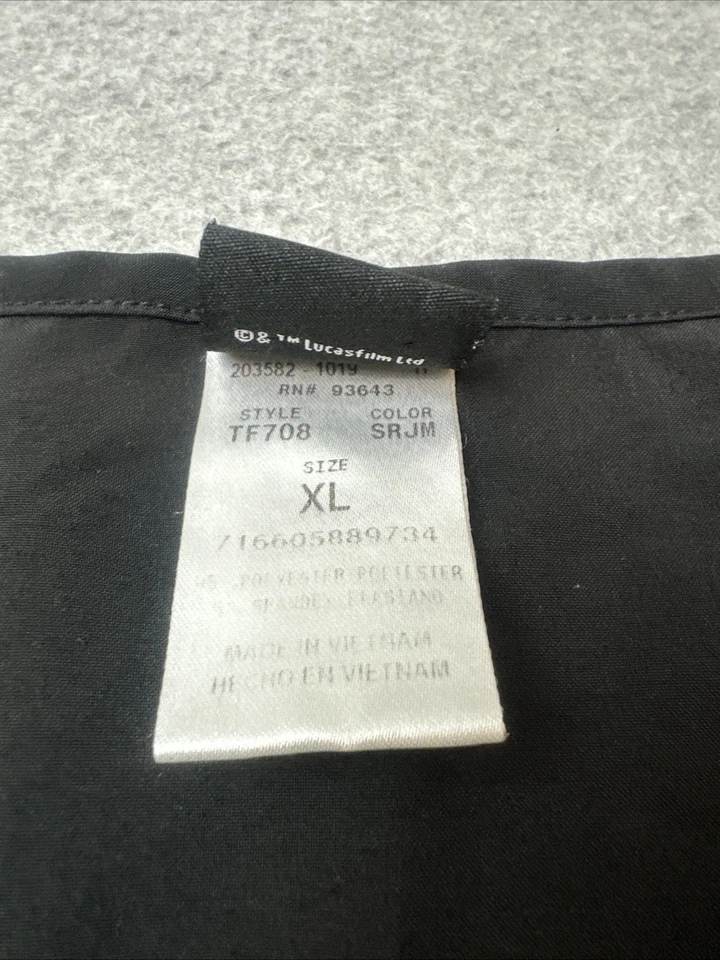 ©& ™ Lucasfilm Ltd
203582 - 1019
RN# 93643
STYLE COLOR
TF708 SRJM
SIZE
XL
716605889734
POLYESTER POLIESTER
SPANDEX ELASTANO
MADE IN VIETNAM
HECHO EN VIETNAM